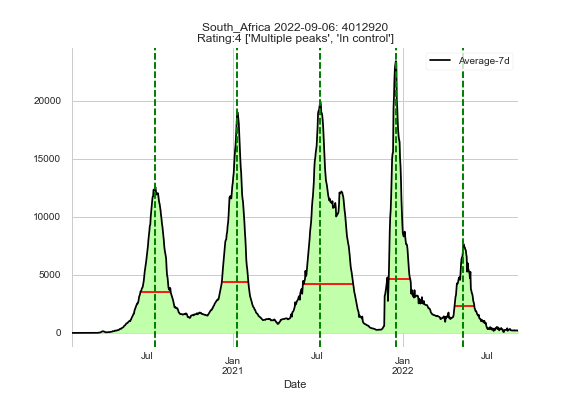 South_Africa 2022-09-06: 4012920
Rating:4 ['Multiple peaks', 'In control']
Average-7d
20000
15000
10000
5000
0
Jul
Jan
2021
Jul
Jan
2022
Jul
Date